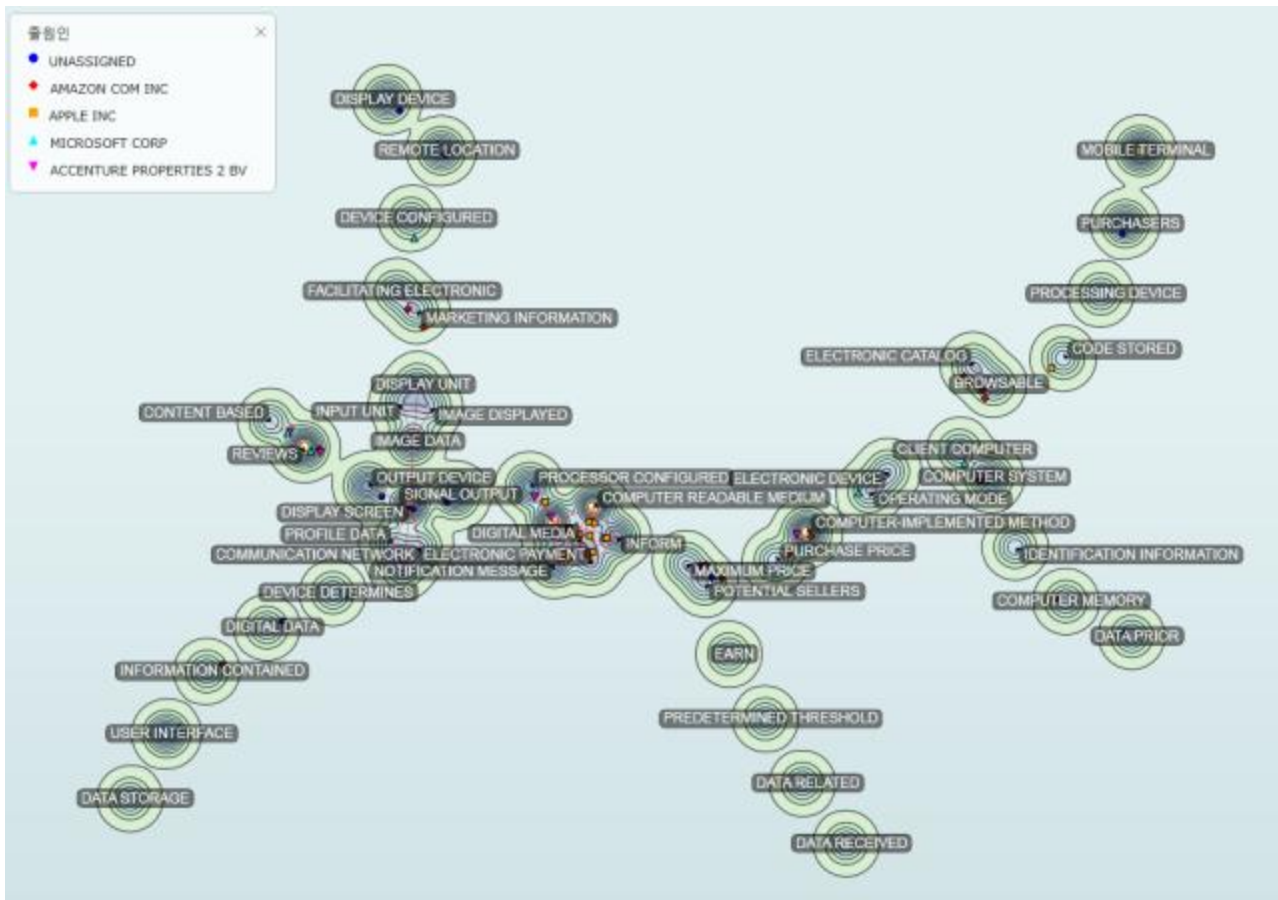 출원인
UNASSIGNED
AMAZON COM INC
APPLE INC
MICROSOFT CORP
ACCENTURE PROPERTIES 2 BV
DISPLAY DEVICE
REMOTE LOCATION
MOBILE TERMINAL
DEVICE CONFIGURED
PURCHASERS
FACILITATING ELECTRONIC
PROCESSING DEVICE
MARKETING INFORMATION
CODE STORED
ELECTRONIC CATALOG
BROWSABLE
DISPLAY UNIT
CONTENT BASED
INPUT UNIT
IMAGE DISPLAYED
IMAGE DATA
REVIEWS
CLIENT COMPUTER
OUTPUT DEVICE
PROCESSOR CONFIGURED
ELECTRONIC DEVICE
COMPUTER SYSTEM
SIGNAL OUTPUT
COMPUTER READABLE MEDIUM
OPERATING MODE
DISPLAY SCREEN
COMPUTER-IMPLEMENTED METHOD
PROFILE DATA
DIGITAL MEDIA
INFORM
COMMUNICATION NETWORK
ELECTRONIC PAYMENT
PURCHASE PRICE
IDENTIFICATION INFORMATION
NOTIFICATION MESSAGE
MAXIMUM PRICE
DEVICE DETERMINES
POTENTIAL SELLERS
COMPUTER MEMORY
DIGITAL DATA
DATA PRIOR
EARN
INFORMATION CONTAINED
PREDETERMINED THRESHOLD
USER INTERFACE
DATA RELATED
DATA STORAGE
DATA RECEIVED